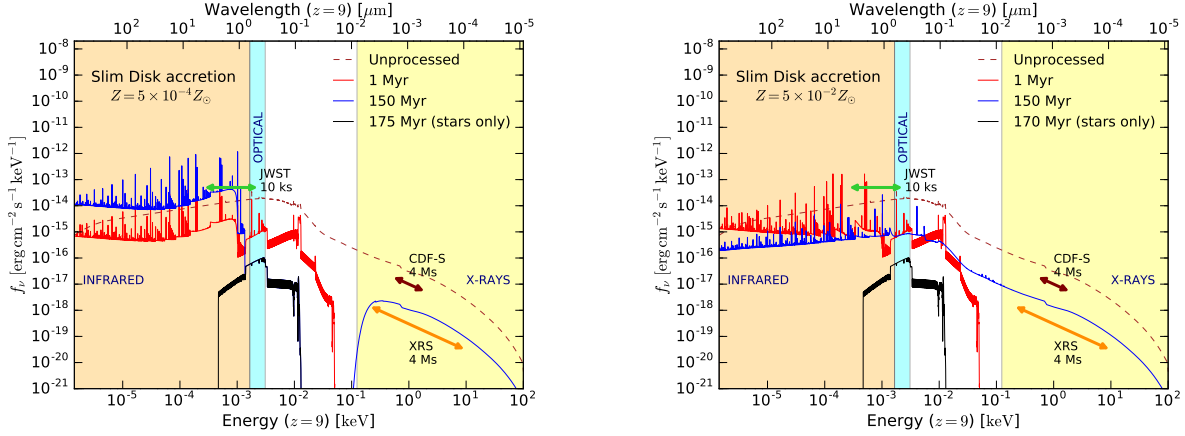 Wavelength (z=9) [μm]
10^2 10^1 10^0 10^-1 10^-2 10^-3 10^-4 10^-5
10^-8
10^-9
10^-10
10^-11
10^-12
10^-13
10^-14
10^-15
10^-16
10^-17
10^-18
10^-19
10^-20
10^-21
f_ν [erg cm^-2 s^-1 keV^-1]
Slim Disk accretion
Z = 5 × 10^-4 Z_⊙
OPTICAL
Unprocessed
1 Myr
150 Myr
175 Myr (stars only)
JWST
10 ks
CDF-S
4 Ms
INFRARED
X-RAYS
XRS
4 Ms
10^-5 10^-4 10^-3 10^-2 10^-1 10^0 10^1 10^2
Energy (z=9) [keV]
Wavelength (z=9) [μm]
10^2 10^1 10^0 10^-1 10^-2 10^-3 10^-4 10^-5
10^-8
10^-9
10^-10
10^-11
10^-12
10^-13
10^-14
10^-15
10^-16
10^-17
10^-18
10^-19
10^-20
10^-21
f_ν [erg cm^-2 s^-1 keV^-1]
Slim Disk accretion
Z = 5 × 10^-2 Z_⊙
OPTICAL
Unprocessed
1 Myr
150 Myr
170 Myr (stars only)
JWST
10 ks
CDF-S
4 Ms
INFRARED
X-RAYS
XRS
4 Ms
10^-5 10^-4 10^-3 10^-2 10^-1 10^0 10^1 10^2
Energy (z=9) [keV]